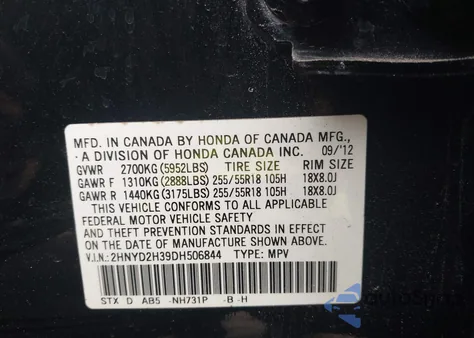 MFD. IN CANADA BY HONDA OF CANADA MFG.,
A DIVISION OF HONDA CANADA INC. 09/'12
GVWR 2700KG (5952LBS) TIRE SIZE RIM SIZE
GAWR F 1310KG (2888LBS) 255/55R18 105H 18X8.0J
GAWR R 1440KG (3175LBS) 255/55R18 105H 18X8.0J
THIS VEHICLE CONFORMS TO ALL APPLICABLE
FEDERAL MOTOR VEHICLE SAFETY
AND THEFT PREVENTION STANDARDS IN EFFECT ON
THE DATE OF MANUFACTURE SHOWN ABOVE.
V.I.N.:2HNYD2H39DH506844 TYPE: MPV
STX D AB5 -NH731P -B -H